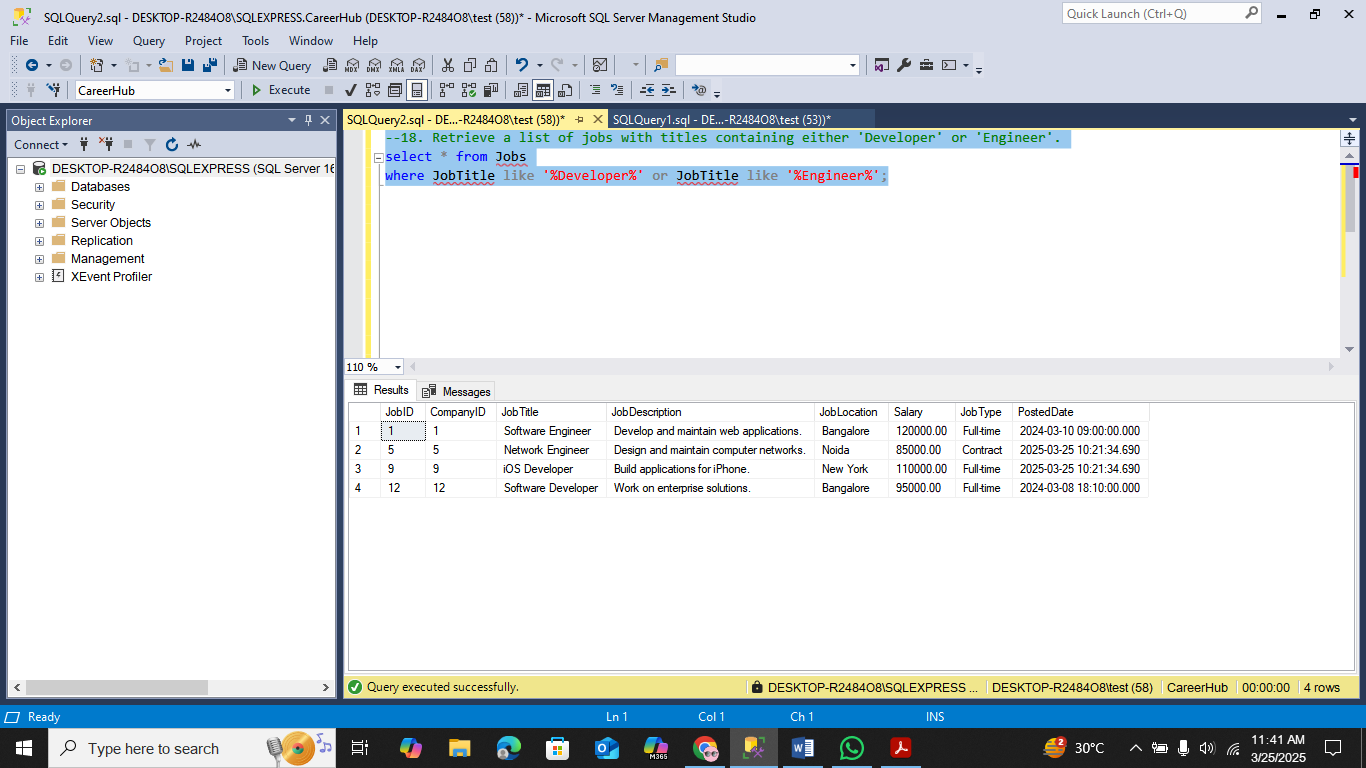 SQLQuery2.sql - DESKTOP-R2484O8\SQLEXPRESS.CareerHub (DESKTOP-R2484O8\test (58))* - Microsoft SQL Server Management Studio
Quick Launch (Ctrl+Q)
File Edit View Query Project Tools Window Help
New Query MDX DMX XMLA DAX
CareerHub Execute
Object Explorer
SQLQuery2.sql - DE...-R2484O8\test (58))* SQLQuery1.sql - DE...-R2484O8\test (53))*
Connect
DESKTOP-R2484O8\SQLEXPRESS (SQL Server 16
Databases
Security
Server Objects
Replication
Management
XEvent Profiler
--18. Retrieve a list of jobs with titles containing either 'Developer' or 'Engineer'.
select * from Jobs
where JobTitle like '%Developer%' or JobTitle like '%Engineer%';
110 %
Results Messages
JobID CompanyID JobTitle JobDescription JobLocation Salary JobType PostedDate
1 1 1 Software Engineer Develop and maintain web applications. Bangalore 120000.00 Full-time 2024-03-10 09:00:00.000
2 5 5 Network Engineer Design and maintain computer networks. Noida 85000.00 Contract 2025-03-25 10:21:34.690
3 9 9 iOS Developer Build applications for iPhone. New York 110000.00 Full-time 2025-03-25 10:21:34.690
4 12 12 Software Developer Work on enterprise solutions. Bangalore 95000.00 Full-time 2024-03-08 18:10:00.000
Query executed successfully. DESKTOP-R2484O8\SQLEXPRESS ... DESKTOP-R2484O8\test (58) CareerHub 00:00:00 4 rows
Ready Ln 1 Col 1 Ch 1 INS
Type here to search M365 2 30°C 11:41 AM
3/25/2025